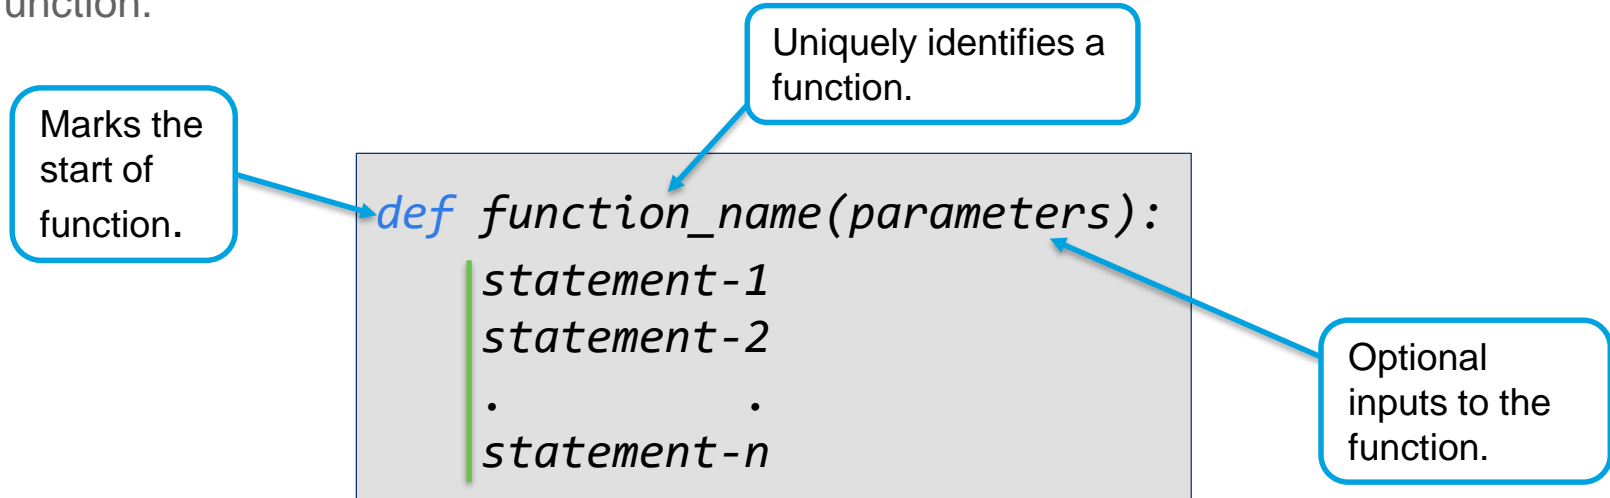 unction.
Uniquely identifies a
function.
Marks the
start of
function.
def function_name(parameters):
statement-1
statement-2
. .
statement-n
Optional
inputs to the
function.